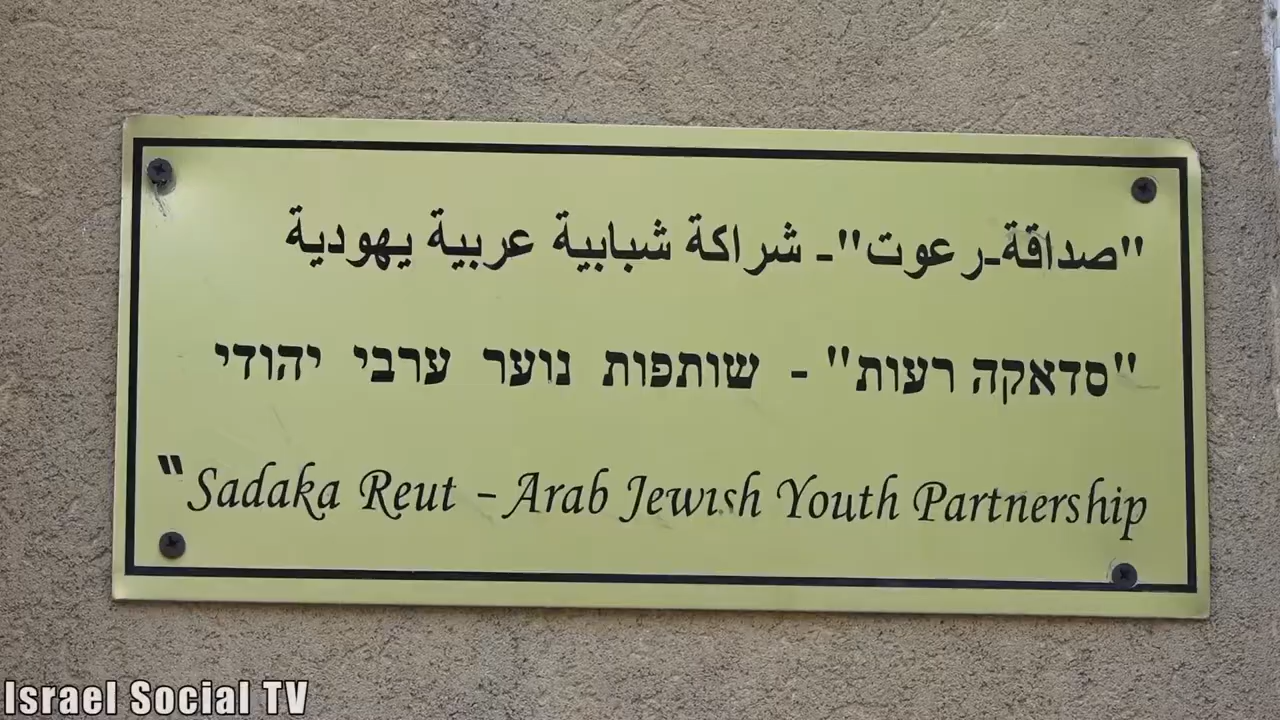 "صداقة-رعوت"- شراكة شبابية عربية يهودية
"סדאקה רעות" - שותפות נוער ערבי יהודי
"Sadaka Reut - Arab Jewish Youth Partnership
Israel Social TV